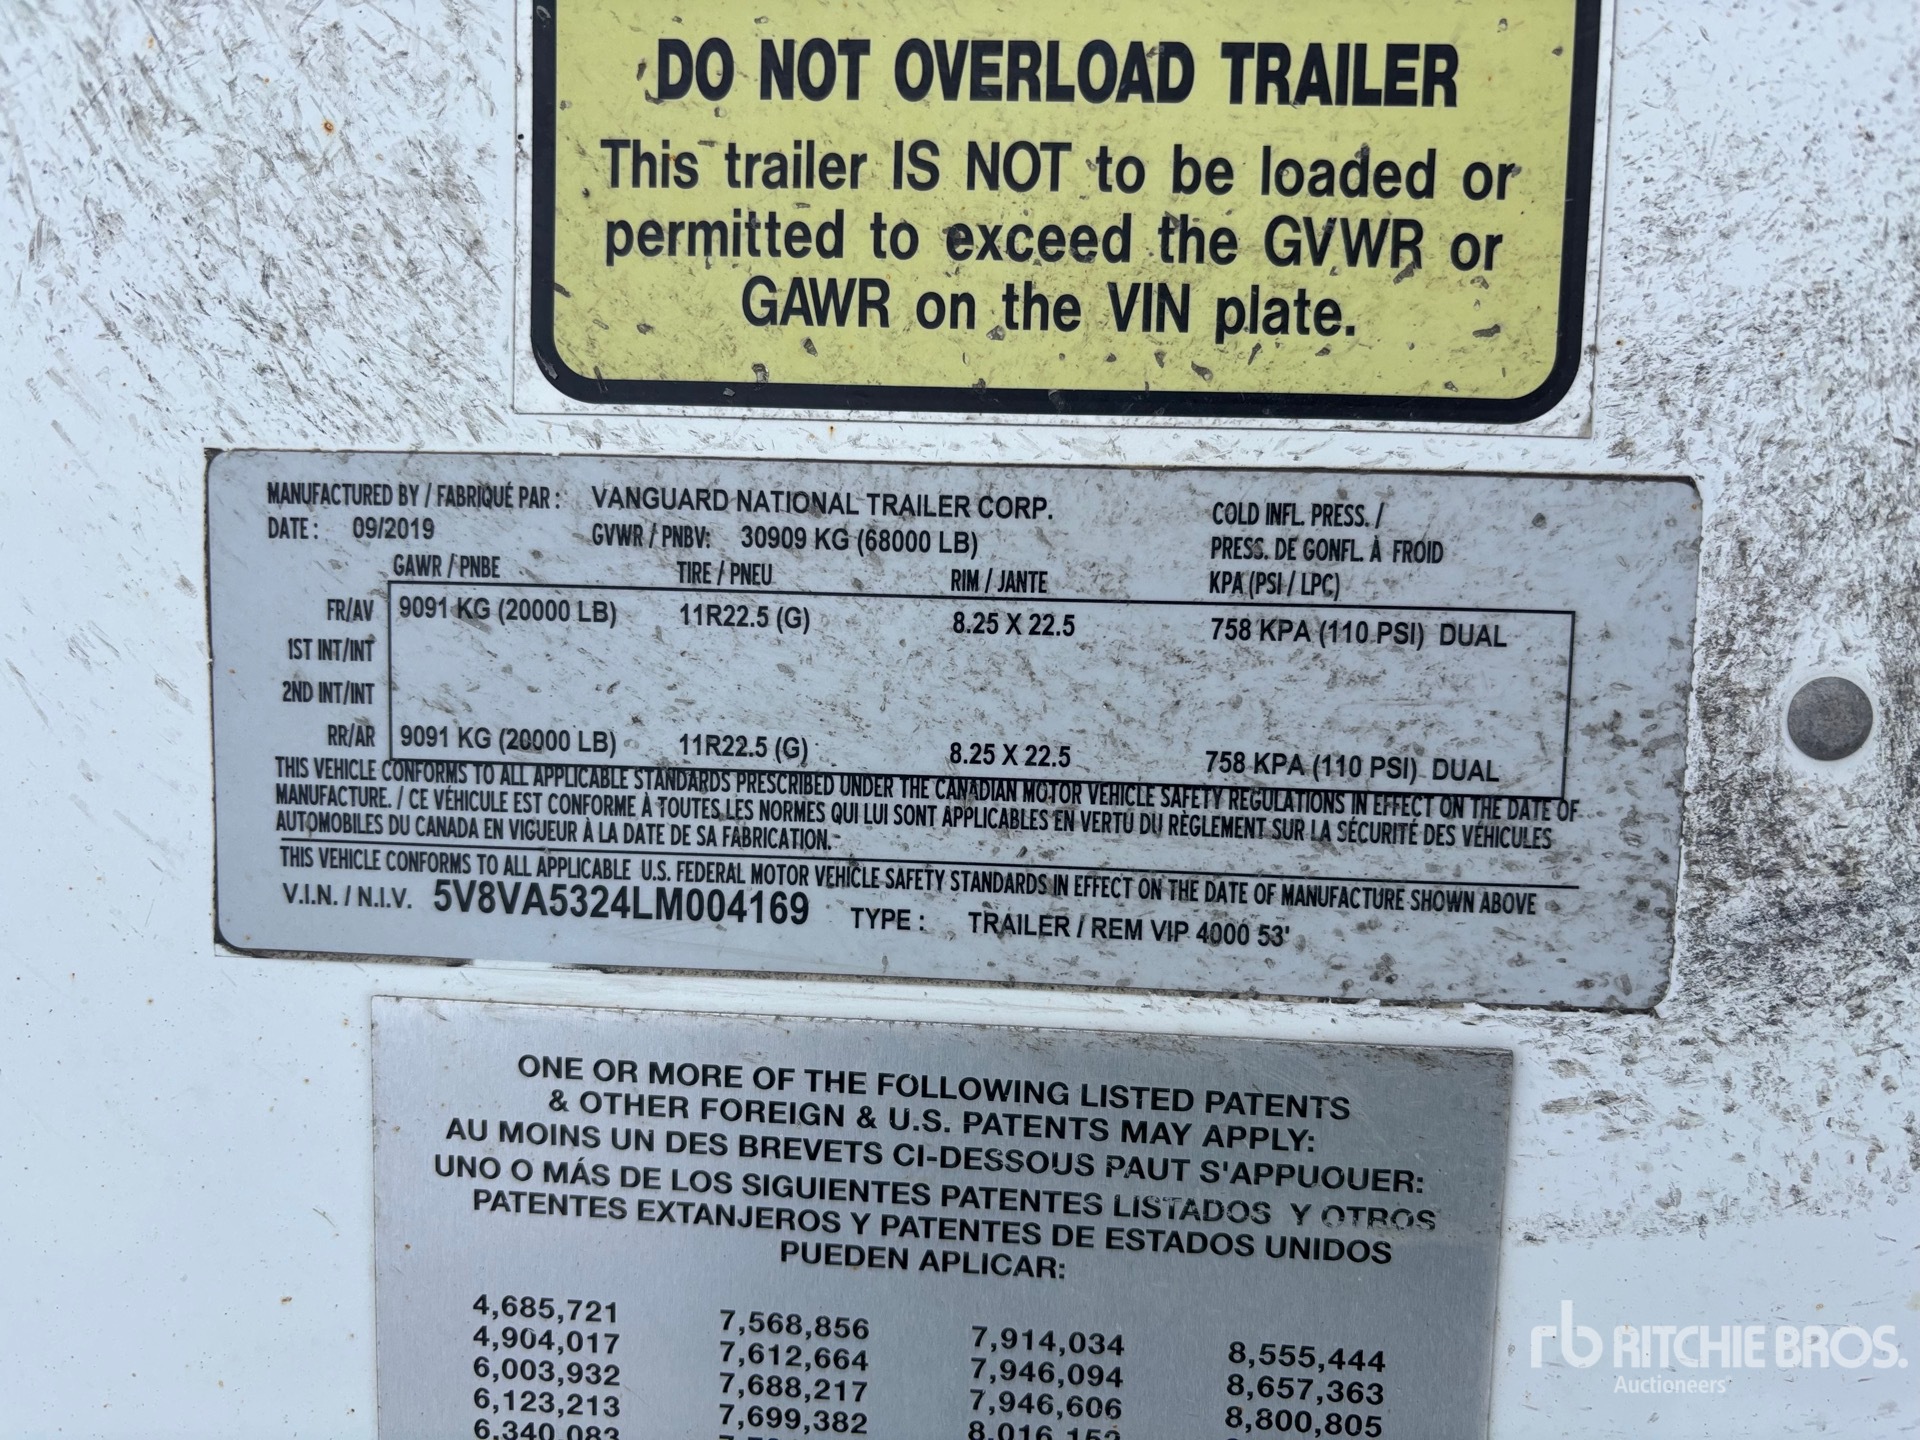 DO NOT OVERLOAD TRAILER
This trailer IS NOT to be loaded or
permitted to exceed the GVWR or
GAWR on the VIN plate.
MANUFACTURED BY / FABRIQUÉ PAR : VANGUARD NATIONAL TRAILER CORP.
DATE : 09/2019 GVWR / PNBV: 30909 KG (68000 LB)
COLD INFL. PRESS. /
PRESS. DE GONFL. À FROID
GAWR / PNBE TIRE / PNEU RIM / JANTE KPA (PSI / LPC)
FR/AV 9091 KG (20000 LB) 11R22.5 (G) 8.25 X 22.5 758 KPA (110 PSI) DUAL
1ST INT/INT
2ND INT/INT
RR/AR 9091 KG (20000 LB) 11R22.5 (G) 8.25 X 22.5 758 KPA (110 PSI) DUAL
THIS VEHICLE CONFORMS TO ALL APPLICABLE STANDARDS PRESCRIBED UNDER THE CANADIAN MOTOR VEHICLE SAFETY REGULATIONS IN EFFECT ON THE DATE OF
MANUFACTURE. / CE VÉHICULE EST CONFORME À TOUTES LES NORMES QUI LUI SONT APPLICABLES EN VERTU DU RÈGLEMENT SUR LA SÉCURITÉ DES VÉHICULES
AUTOMOBILES DU CANADA EN VIGUEUR À LA DATE DE SA FABRICATION.
THIS VEHICLE CONFORMS TO ALL APPLICABLE U.S. FEDERAL MOTOR VEHICLE SAFETY STANDARDS IN EFFECT ON THE DATE OF MANUFACTURE SHOWN ABOVE
V.I.N. / N.I.V. 5V8VA5324LM004169 TYPE : TRAILER / REM VIP 4000 53'
ONE OR MORE OF THE FOLLOWING LISTED PATENTS
& OTHER FOREIGN & U.S. PATENTS MAY APPLY:
AU MOINS UN DES BREVETS CI-DESSOUS PAUT S'APPUOUER:
UNO O MÁS DE LOS SIGUIENTES PATENTES LISTADOS Y OTROS
PATENTES EXTANJEROS Y PATENTES DE ESTADOS UNIDOS
PUEDEN APLICAR:
4,685,721 7,568,856 7,914,034 8,555,444
4,904,017 7,612,664 7,946,094 8,657,363
6,003,932 7,688,217 7,946,606 8,800,805
6,123,213 7,699,382 8,016,152
6,340,083
rb RITCHIE BROS.
Auctioneers